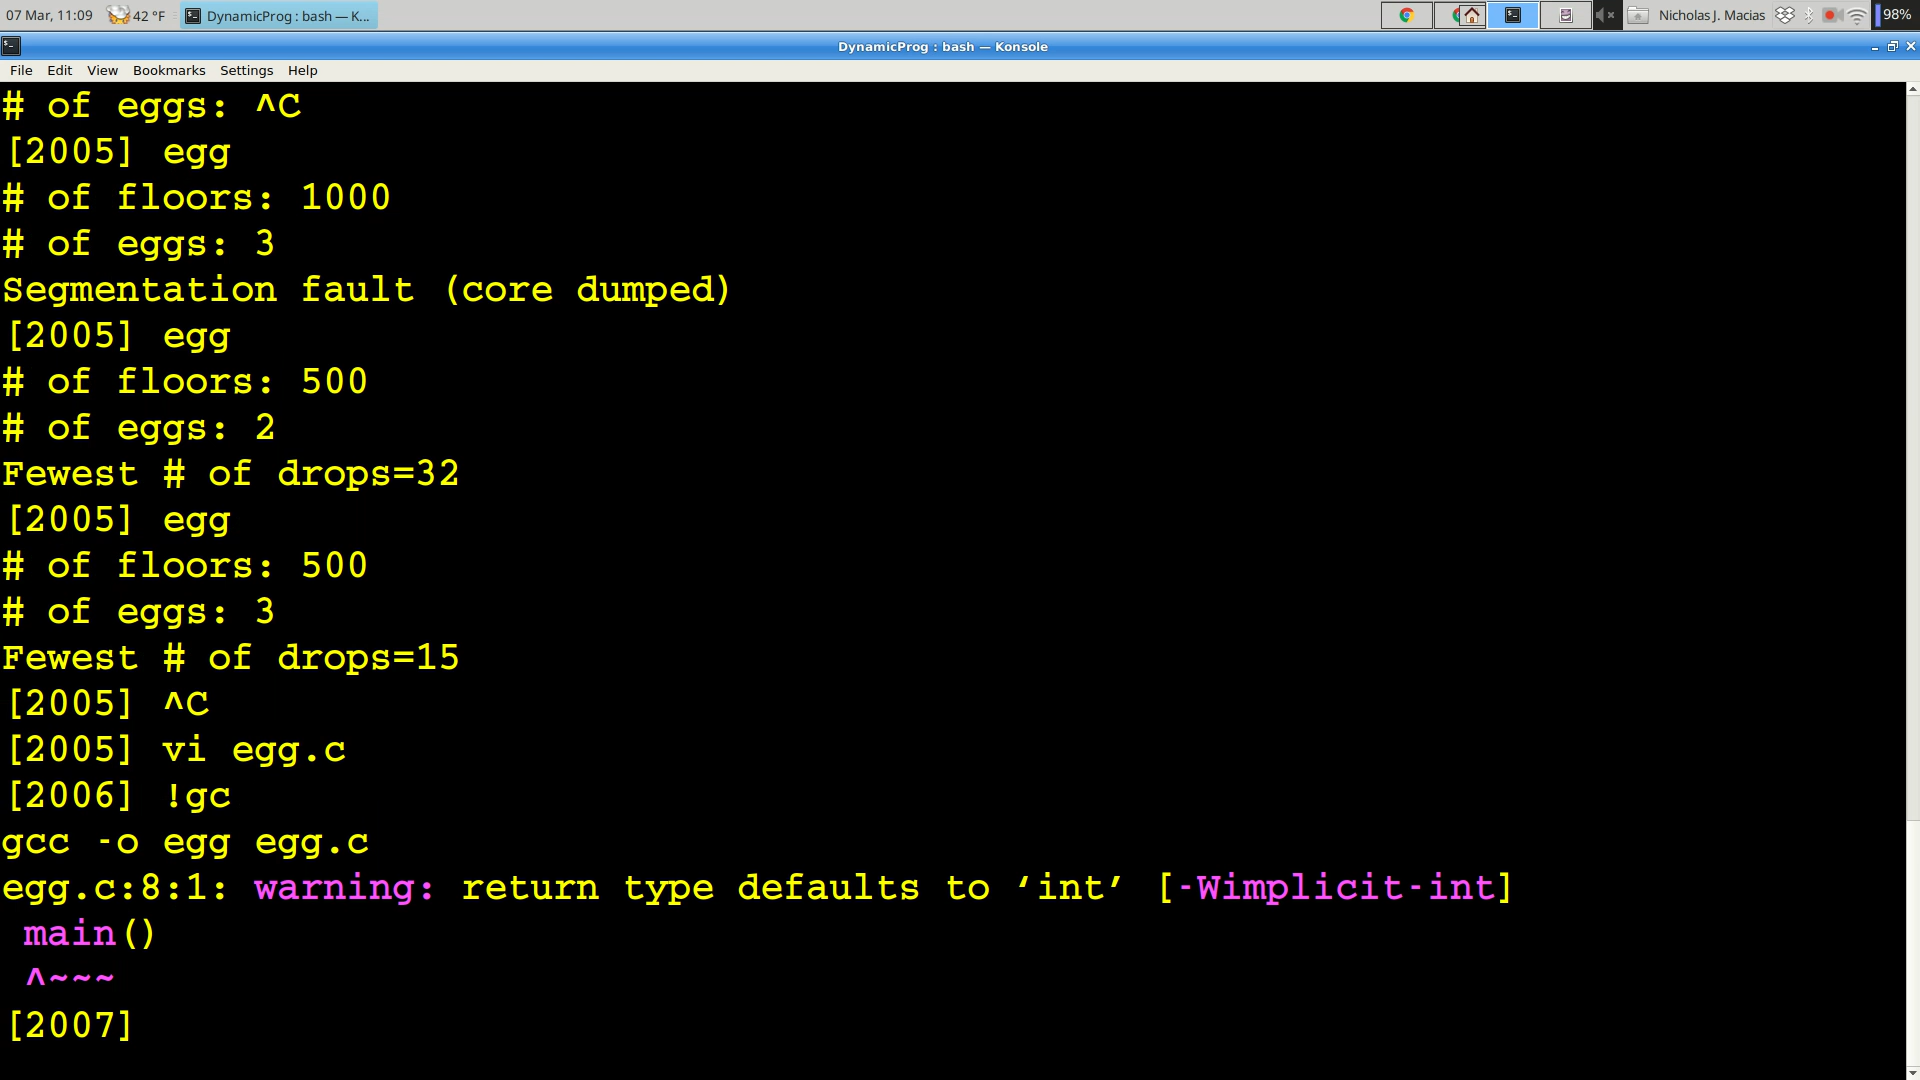 07 Mar, 11:09 42 °F DynamicProg : bash — K... Nicholas J. Macias 98%
DynamicProg : bash — Konsole
File Edit View Bookmarks Settings Help
# of eggs: ^C
[2005] egg
# of floors: 1000
# of eggs: 3
Segmentation fault (core dumped)
[2005] egg
# of floors: 500
# of eggs: 2
Fewest # of drops=32
[2005] egg
# of floors: 500
# of eggs: 3
Fewest # of drops=15
[2005] ^C
[2005] vi egg.c
[2006] !gc
gcc -o egg egg.c
egg.c:8:1: warning: return type defaults to ‘int’ [-Wimplicit-int]
main()
^~~~
[2007]